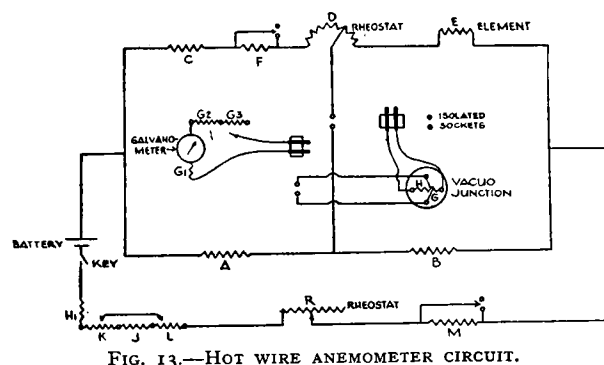 D
RHEOSTAT
E
ELEMENT
C
F
G2
G3
GALVANO-
METER
G1
ISOLATED
SOCKETS
H
G
VACUO
JUNCTION
BATTERY
KEY
A
B
H1
K
J
L
R
RHEOSTAT
M
FIG. 13.—HOT WIRE ANEMOMETER CIRCUIT.